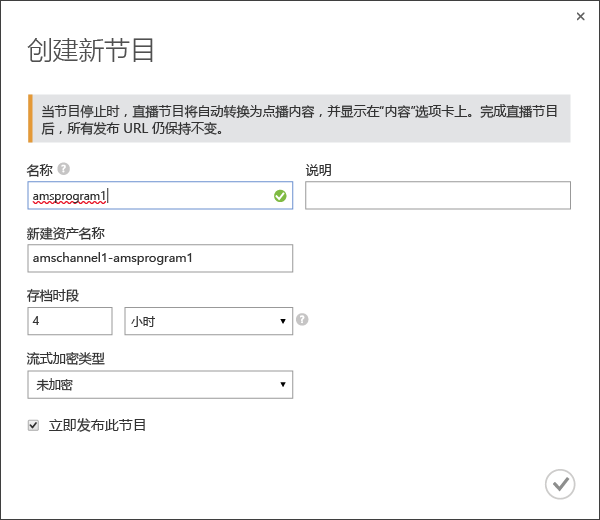 创建新节目
当节目停止时，直播节目将自动转换为点播内容，并显示在“内容”选项卡上。完成直播节目
后，所有发布 URL 仍保持不变。
名称 ?
说明
amsprogram1
新建资产名称
amschannel1-amsprogram1
存档时段
4
小时
?
流式加密类型
未加密
立即发布此节目